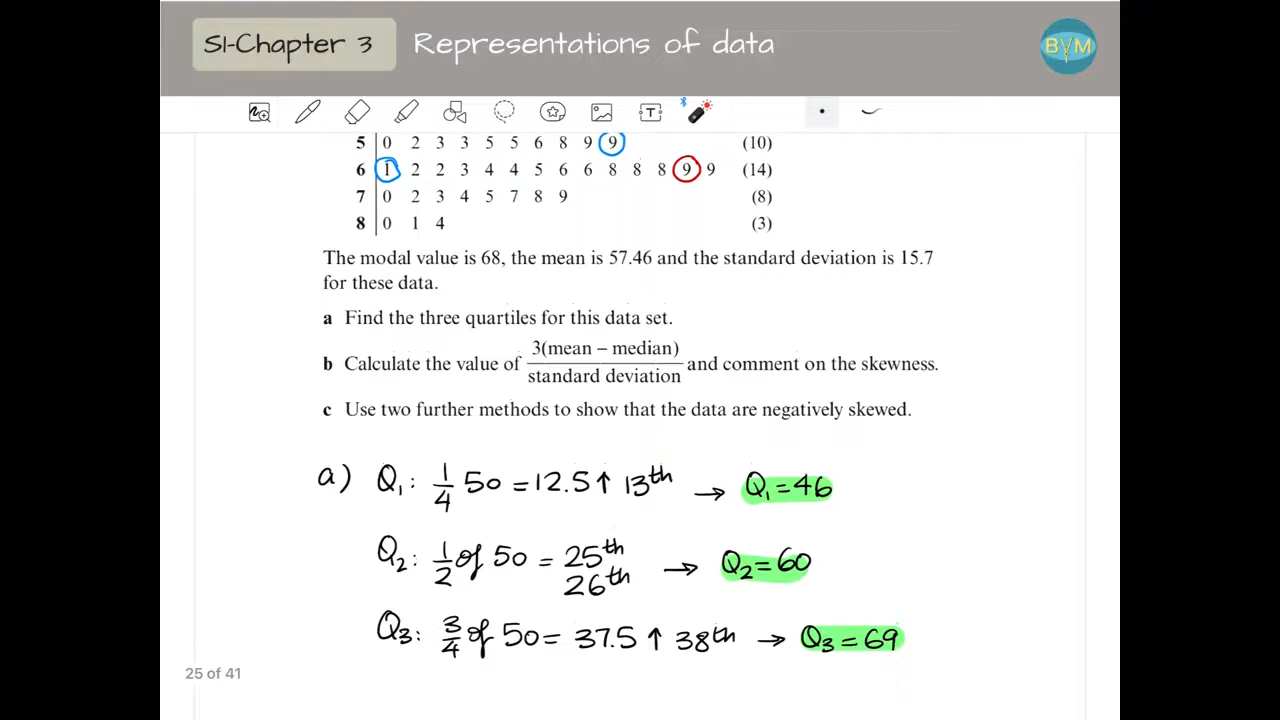 S1-Chapter 3
Representations of data
BYM
T
5 | 0 2 3 3 5 5 6 8 9 9 (10)
6 | 1 2 2 3 4 4 5 6 6 8 8 8 9 9 (14)
7 | 0 2 3 4 5 7 8 9 (8)
8 | 0 1 4 (3)
The modal value is 68, the mean is 57.46 and the standard deviation is 15.7
for these data.
a Find the three quartiles for this data set.
b Calculate the value of 3(mean − median)/standard deviation and comment on the skewness.
c Use two further methods to show that the data are negatively skewed.
a) Q₁: 1/4 50 = 12.5 ↑ 13th → Q₁ = 46
Q₂: 1/2 of 50 = 25th
26th → Q₂ = 60
Q₃: 3/4 of 50 = 37.5 ↑ 38th → Q₃ = 69
25 of 41